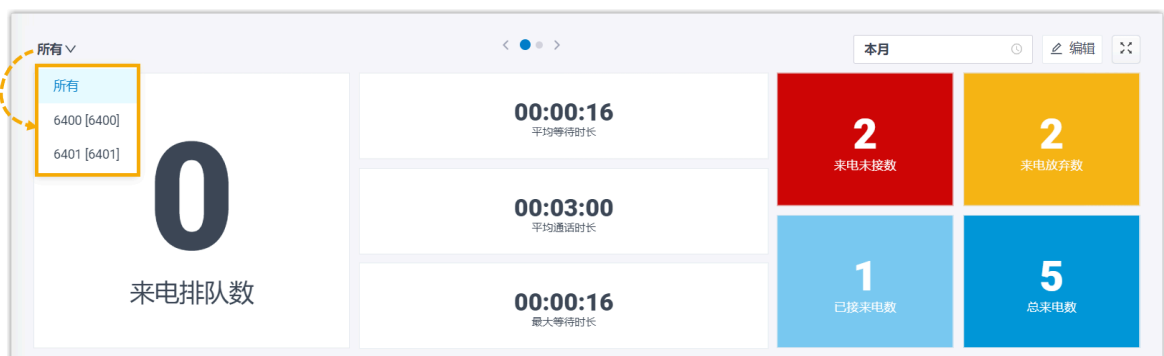 所有
本月
编辑
所有
6400 [6400]
6401 [6401]
0
来电排队数
00:00:16
平均等待时长
00:03:00
平均通话时长
00:00:16
最大等待时长
2
来电未接数
2
来电放弃数
1
已接来电数
5
总来电数